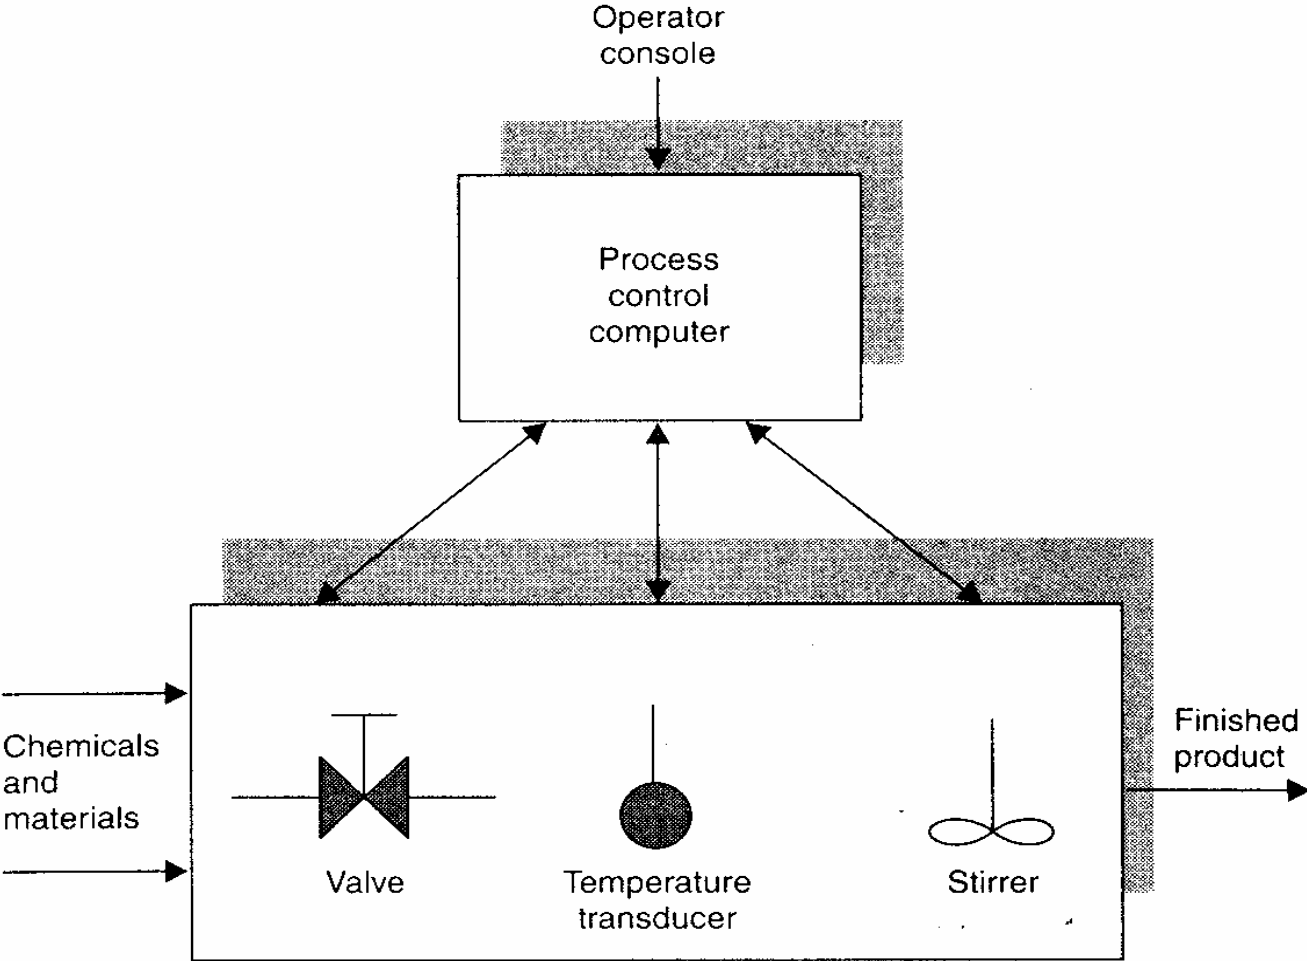 Operator
console
Process
control
computer
Chemicals
and
materials
Finished
product
Valve
Temperature
transducer
Stirrer